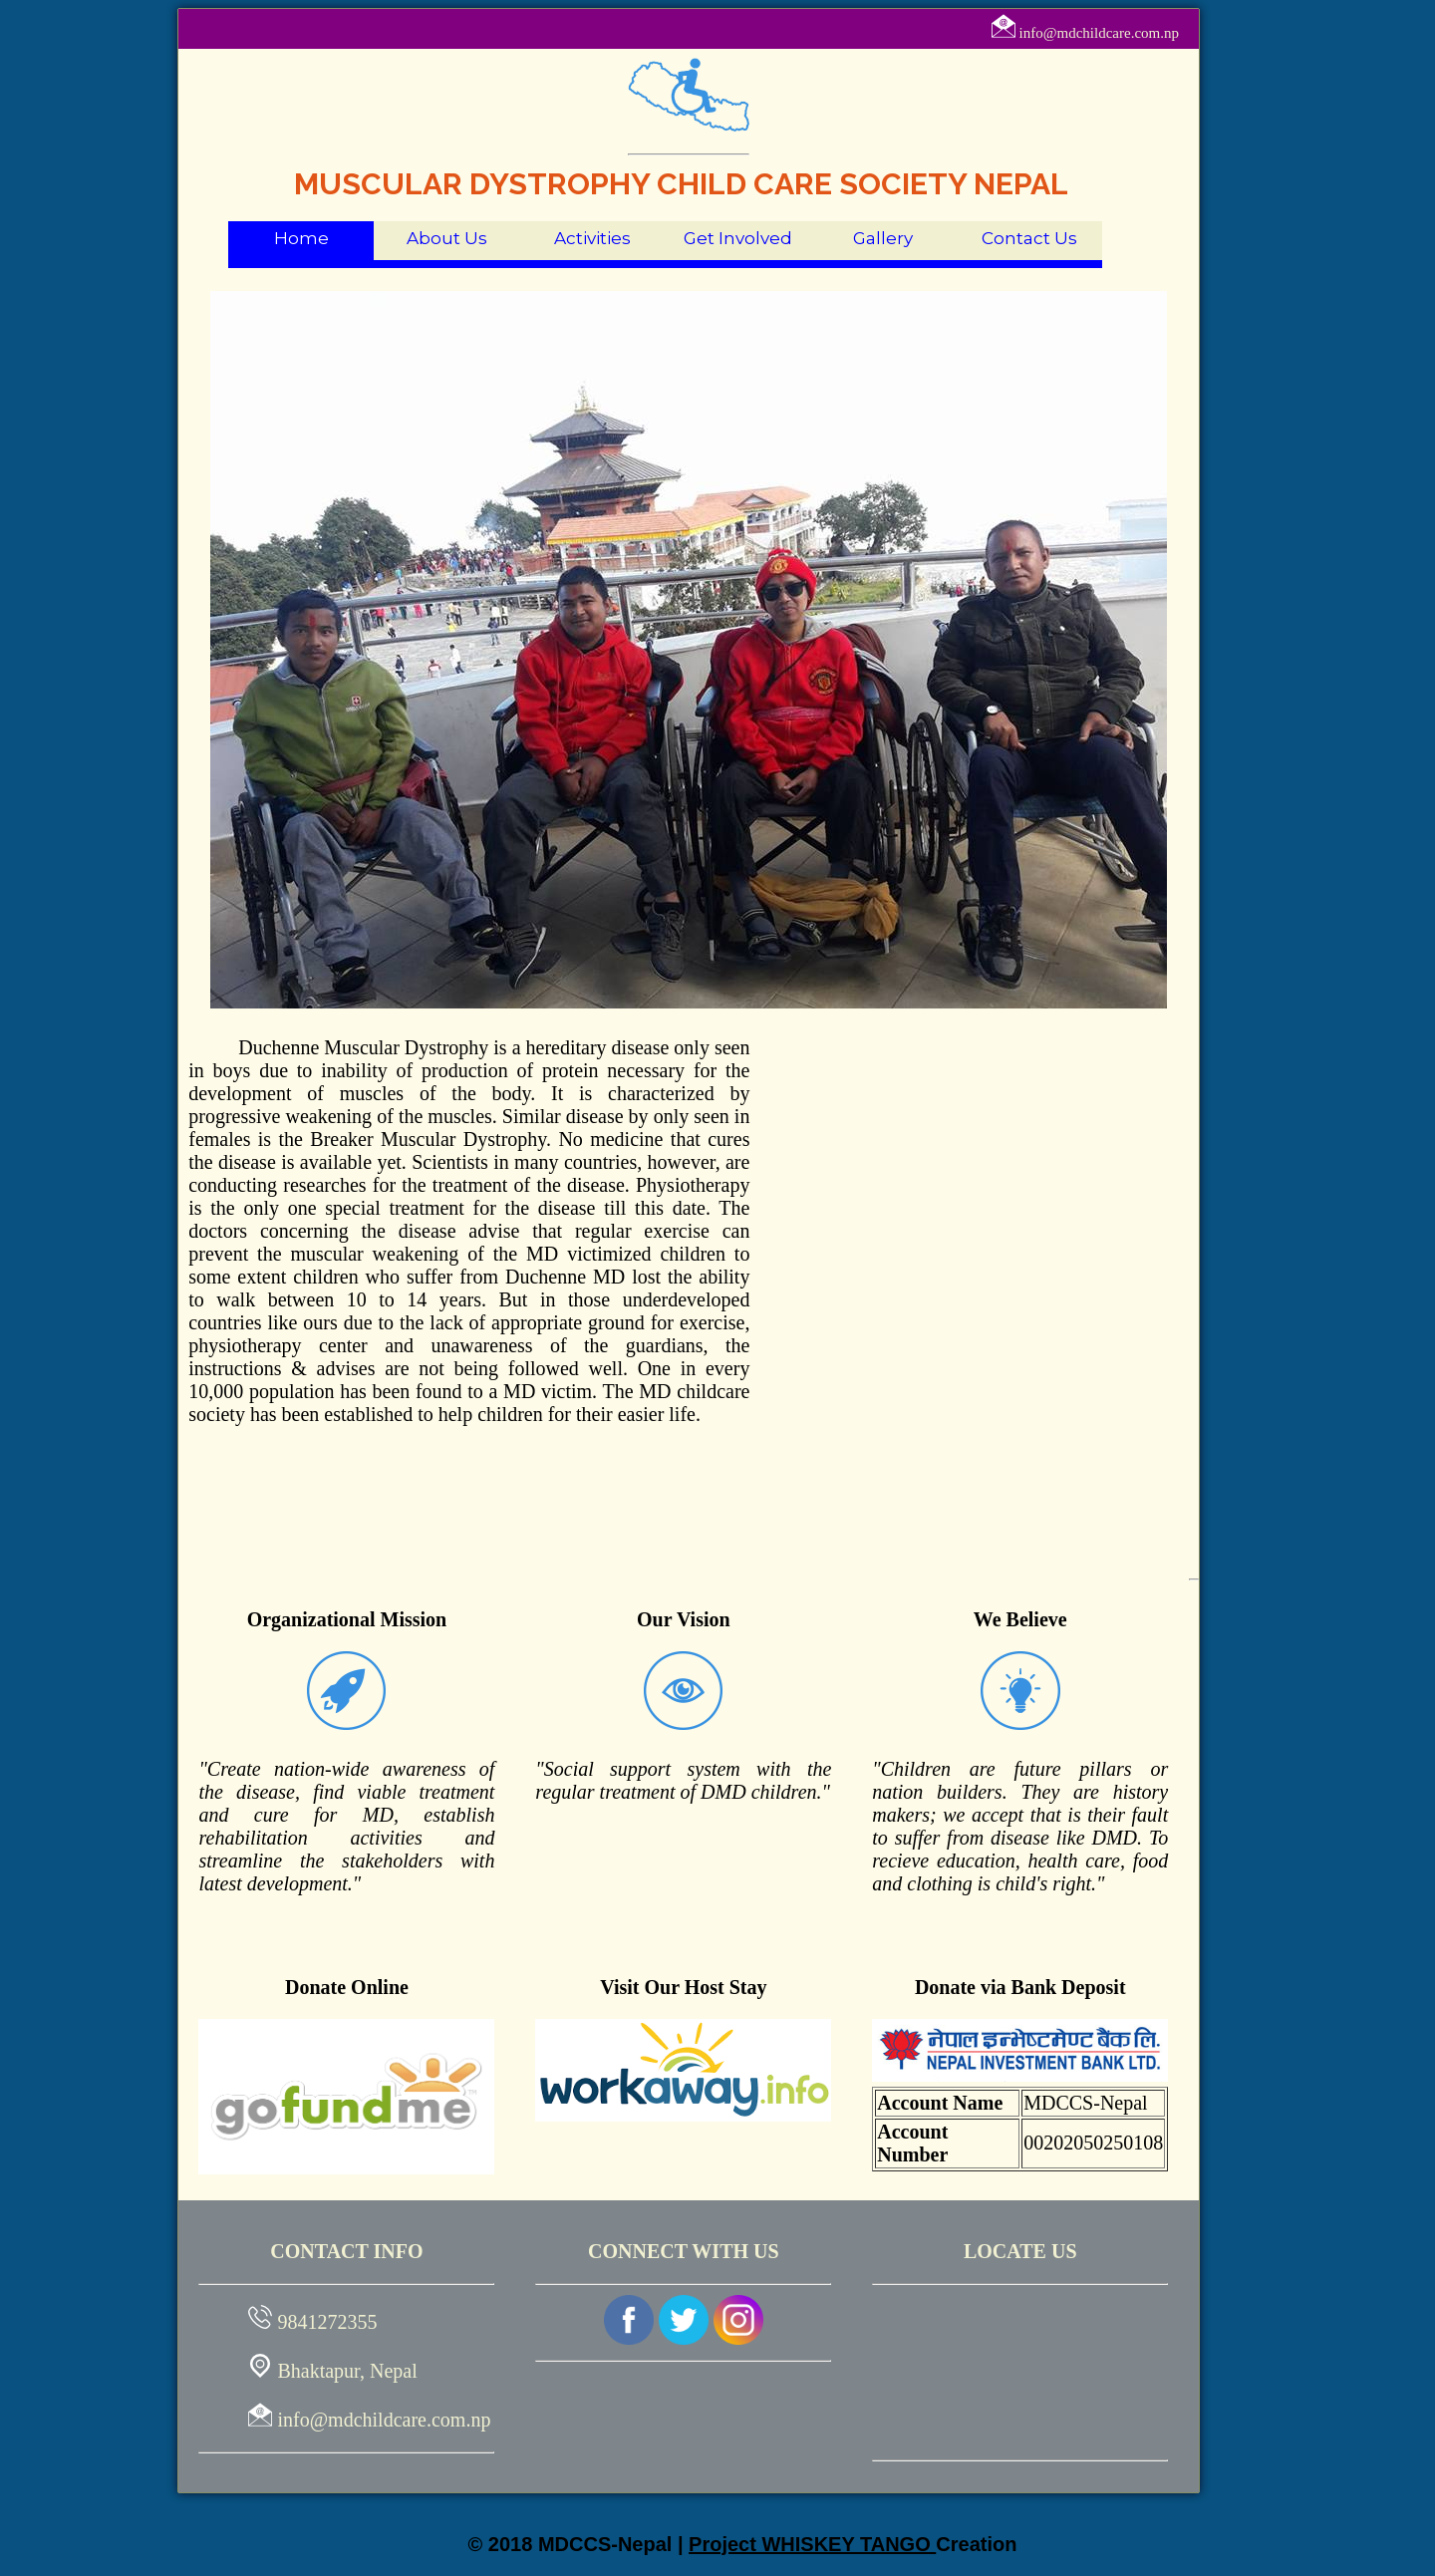 info@mdchildcare.com.np
MUSCULAR DYSTROPHY CHILD CARE SOCIETY NEPAL
Home About Us Activities Get Involved Gallery Contact Us
Duchenne Muscular Dystrophy is a hereditary disease only seen
in boys due to inability of production of protein necessary for the
development of muscles of the body. It is characterized by
progressive weakening of the muscles. Similar disease by only seen in
females is the Breaker Muscular Dystrophy. No medicine that cures
the disease is available yet. Scientists in many countries, however, are
conducting researches for the treatment of the disease. Physiotherapy
is the only one special treatment for the disease till this date. The
doctors concerning the disease advise that regular exercise can
prevent the muscular weakening of the MD victimized children to
some extent children who suffer from Duchenne MD lost the ability
to walk between 10 to 14 years. But in those underdeveloped
countries like ours due to the lack of appropriate ground for exercise,
physiotherapy center and unawareness of the guardians, the
instructions & advises are not being followed well. One in every
10,000 population has been found to a MD victim. The MD childcare
society has been established to help children for their easier life.
Organizational Mission
"Create nation-wide awareness of
the disease, find viable treatment
and cure for MD, establish
rehabilitation activities and
streamline the stakeholders with
latest development."
Our Vision
"Social support system with the
regular treatment of DMD children."
We Believe
"Children are future pillars or
nation builders. They are history
makers; we accept that is their fault
to suffer from disease like DMD. To
recieve education, health care, food
and clothing is child's right."
Donate Online
gofundme
Visit Our Host Stay
workaway.info
Donate via Bank Deposit
नेपाल इन्भेष्टमेण्ट बैंक लि.
NEPAL INVESTMENT BANK LTD.
Account Name MDCCS-Nepal
Account
Number 00202050250108
CONTACT INFO
9841272355
Bhaktapur, Nepal
info@mdchildcare.com.np
CONNECT WITH US
LOCATE US
© 2018 MDCCS-Nepal | Project WHISKEY TANGO Creation